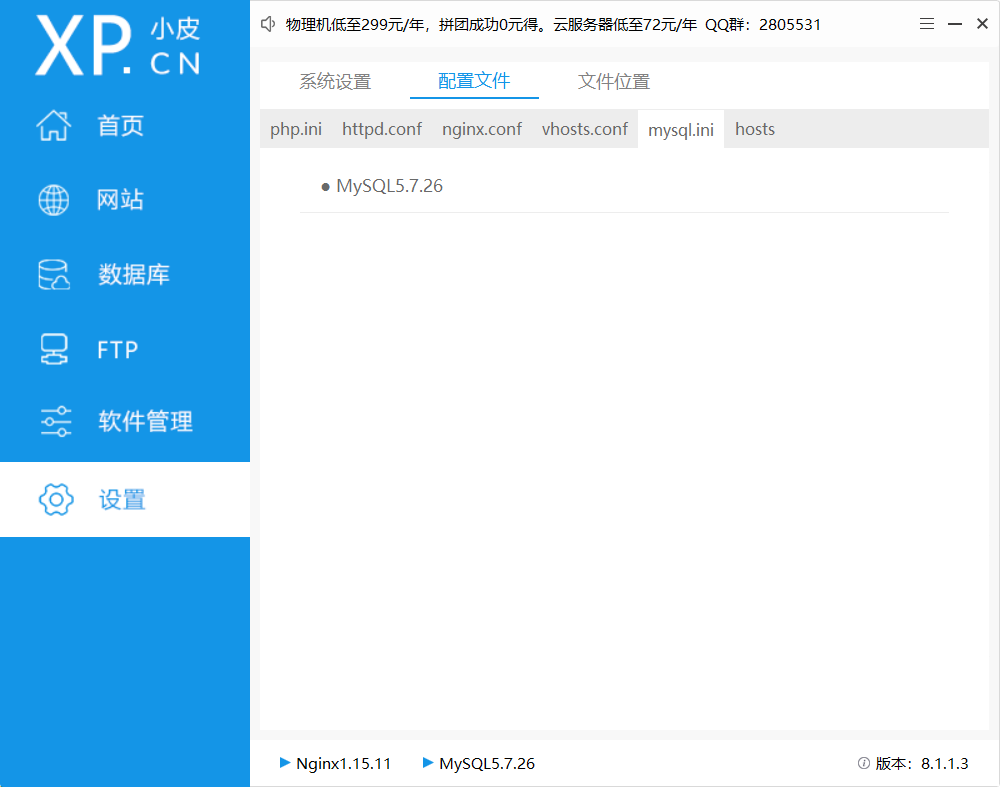 XP.小皮CN
物理机低至299元/年，拼团成功0元得。云服务器低至72元/年 QQ群：2805531
首页
网站
数据库
FTP
软件管理
设置
系统设置 配置文件 文件位置
php.ini httpd.conf nginx.conf vhosts.conf mysql.ini hosts
● MySQL5.7.26
Nginx1.15.11 MySQL5.7.26 版本：8.1.1.3